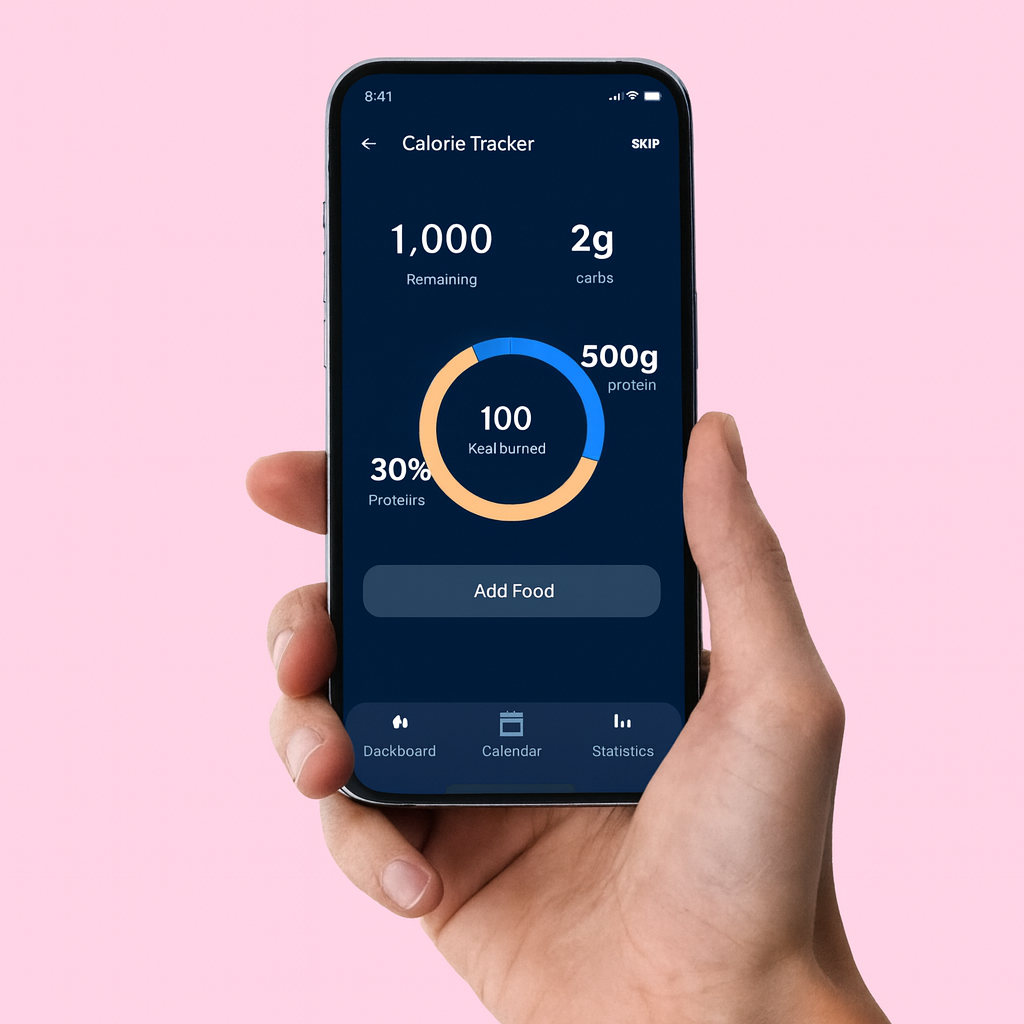 8:41
Calorie Tracker
SKIP
1,000
2g
Remaining
carbs
500g
protein
100
Keal burned
30%
Proteiirs
Add Food
Dackboard
Calendar
Statistics